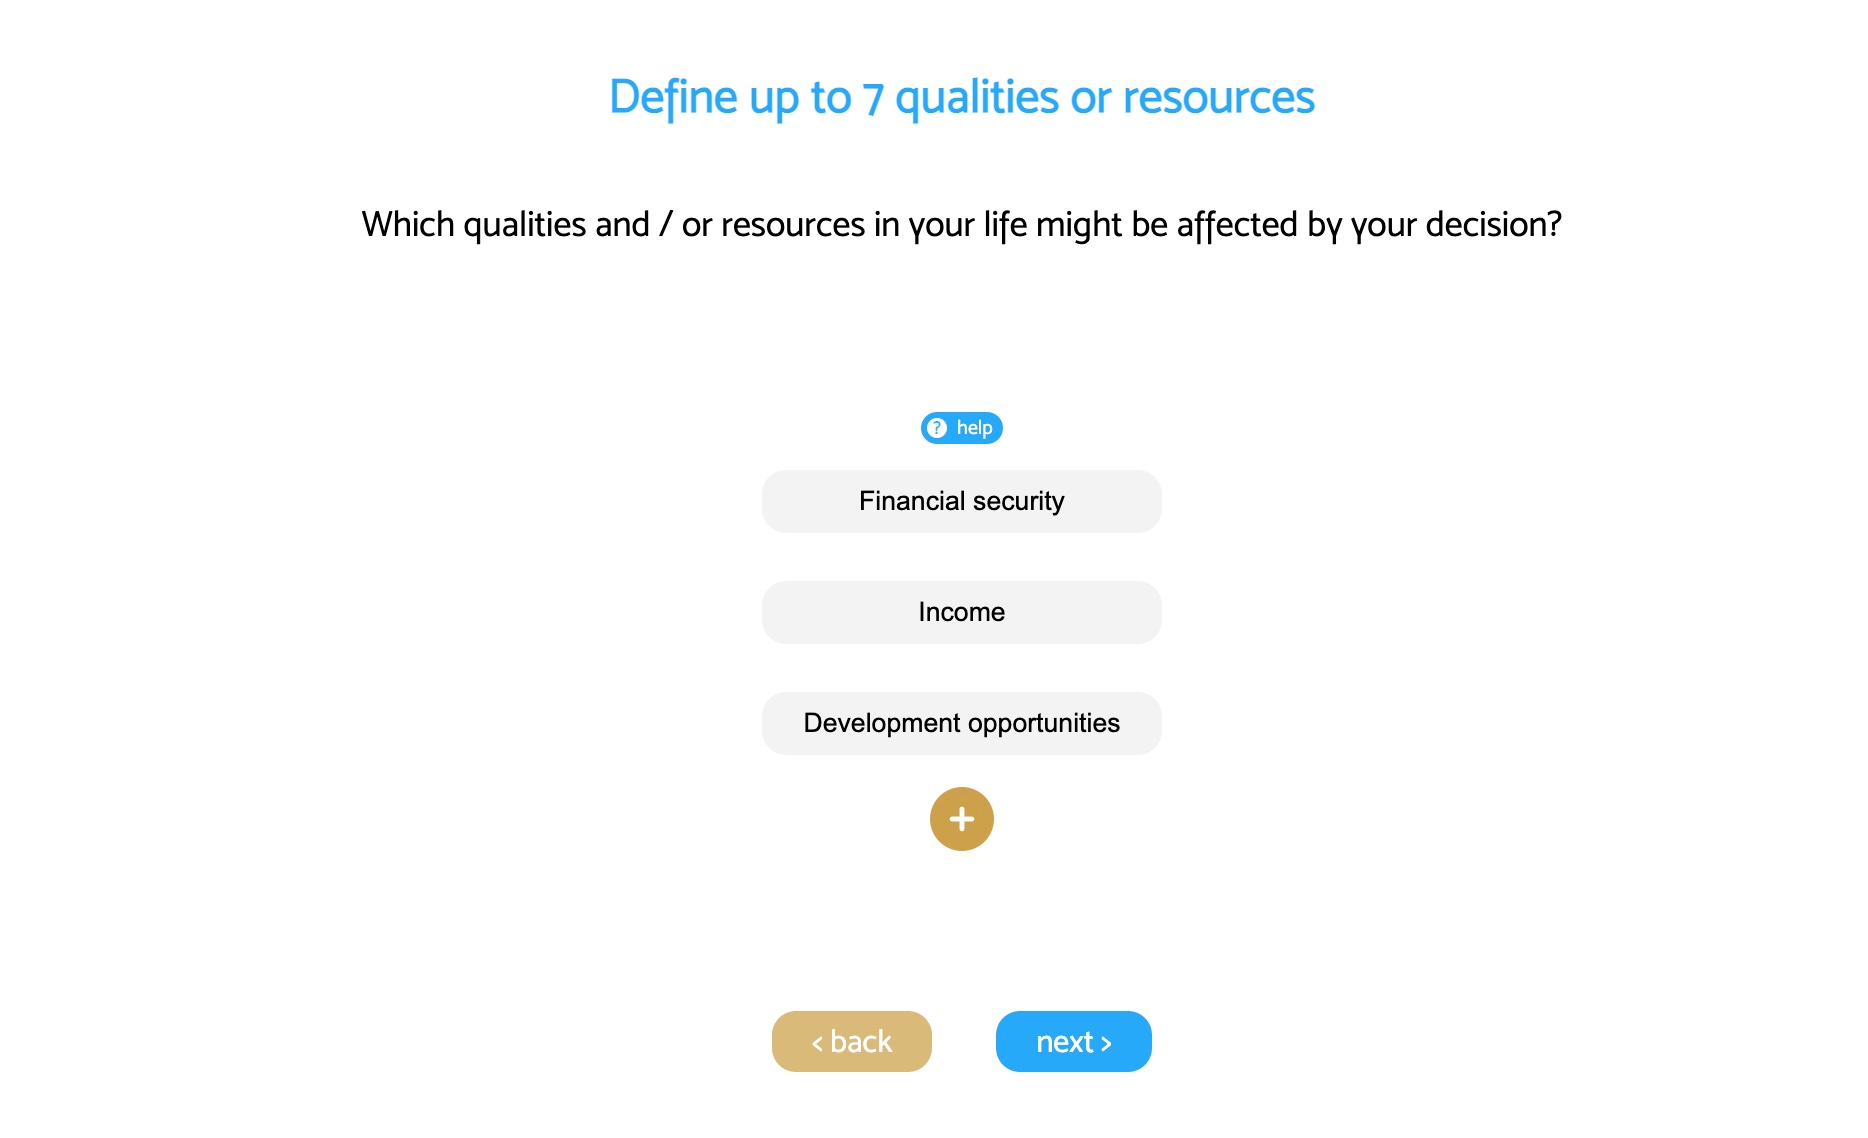 Define up to 7 qualities or resources
Which qualities and / or resources in your life might be affected by your decision?
? help
Financial security
Income
Development opportunities
+
< back
next >